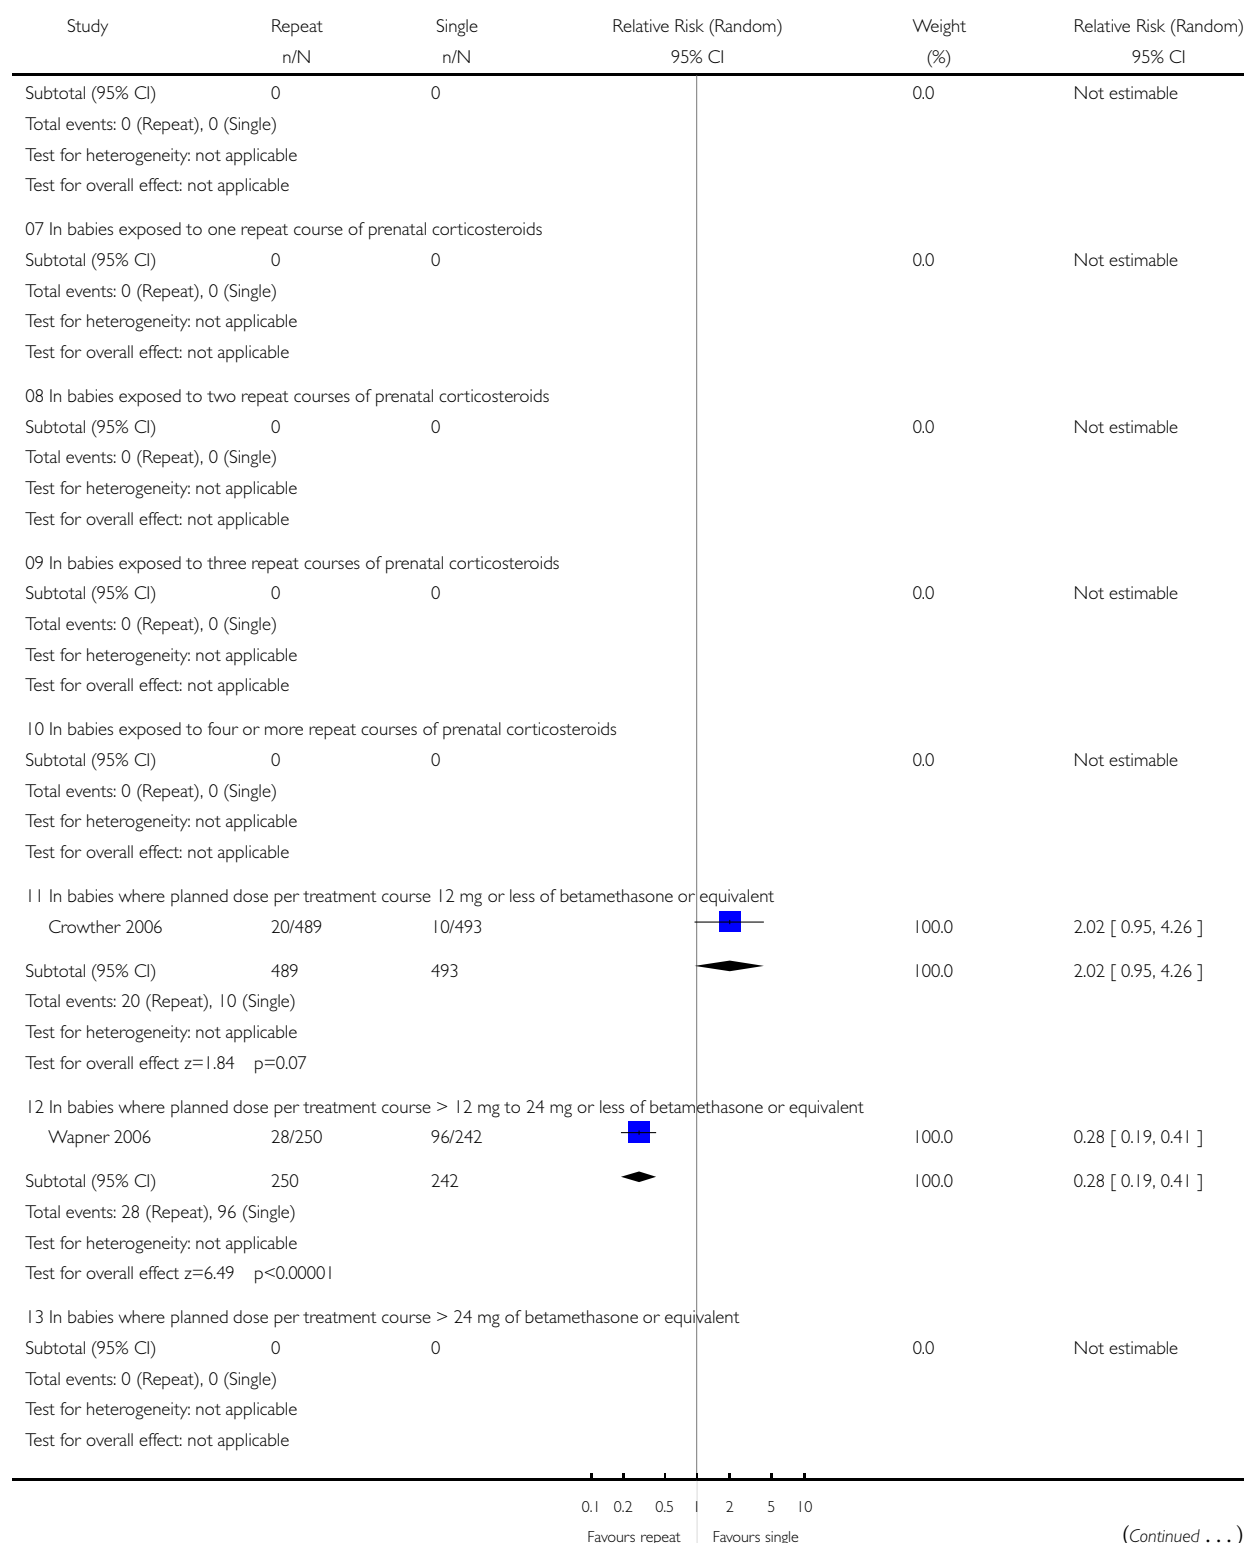 Study Repeat Single Relative Risk (Random) Weight Relative Risk (Random)
n/N n/N 95% CI (%) 95% CI
Subtotal (95% CI) 0 0 0.0 Not estimable
Total events: 0 (Repeat), 0 (Single)
Test for heterogeneity: not applicable
Test for overall effect: not applicable
07 In babies exposed to one repeat course of prenatal corticosteroids
Subtotal (95% CI) 0 0 0.0 Not estimable
Total events: 0 (Repeat), 0 (Single)
Test for heterogeneity: not applicable
Test for overall effect: not applicable
08 In babies exposed to two repeat courses of prenatal corticosteroids
Subtotal (95% CI) 0 0 0.0 Not estimable
Total events: 0 (Repeat), 0 (Single)
Test for heterogeneity: not applicable
Test for overall effect: not applicable
09 In babies exposed to three repeat courses of prenatal corticosteroids
Subtotal (95% CI) 0 0 0.0 Not estimable
Total events: 0 (Repeat), 0 (Single)
Test for heterogeneity: not applicable
Test for overall effect: not applicable
10 In babies exposed to four or more repeat courses of prenatal corticosteroids
Subtotal (95% CI) 0 0 0.0 Not estimable
Total events: 0 (Repeat), 0 (Single)
Test for heterogeneity: not applicable
Test for overall effect: not applicable
11 In babies where planned dose per treatment course 12 mg or less of betamethasone or equivalent
Crowther 2006 20/489 10/493 100.0 2.02 [ 0.95, 4.26 ]
Subtotal (95% CI) 489 493 100.0 2.02 [ 0.95, 4.26 ]
Total events: 20 (Repeat), 10 (Single)
Test for heterogeneity: not applicable
Test for overall effect z=1.84 p=0.07
12 In babies where planned dose per treatment course > 12 mg to 24 mg or less of betamethasone or equivalent
Wapner 2006 28/250 96/242 100.0 0.28 [ 0.19, 0.41 ]
Subtotal (95% CI) 250 242 100.0 0.28 [ 0.19, 0.41 ]
Total events: 28 (Repeat), 96 (Single)
Test for heterogeneity: not applicable
Test for overall effect z=6.49 p<0.00001
13 In babies where planned dose per treatment course > 24 mg of betamethasone or equivalent
Subtotal (95% CI) 0 0 0.0 Not estimable
Total events: 0 (Repeat), 0 (Single)
Test for heterogeneity: not applicable
Test for overall effect: not applicable
0.1 0.2 0.5 1 2 5 10
Favours repeat Favours single (Continued . . . )